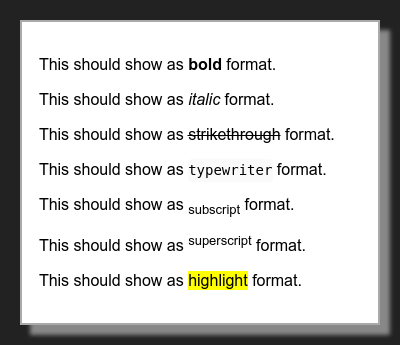 This should show as bold format.
This should show as italic format.
This should show as strikethrough format.
This should show as typewriter format.
This should show as subscript format.
This should show as superscript format.
This should show as highlight format.